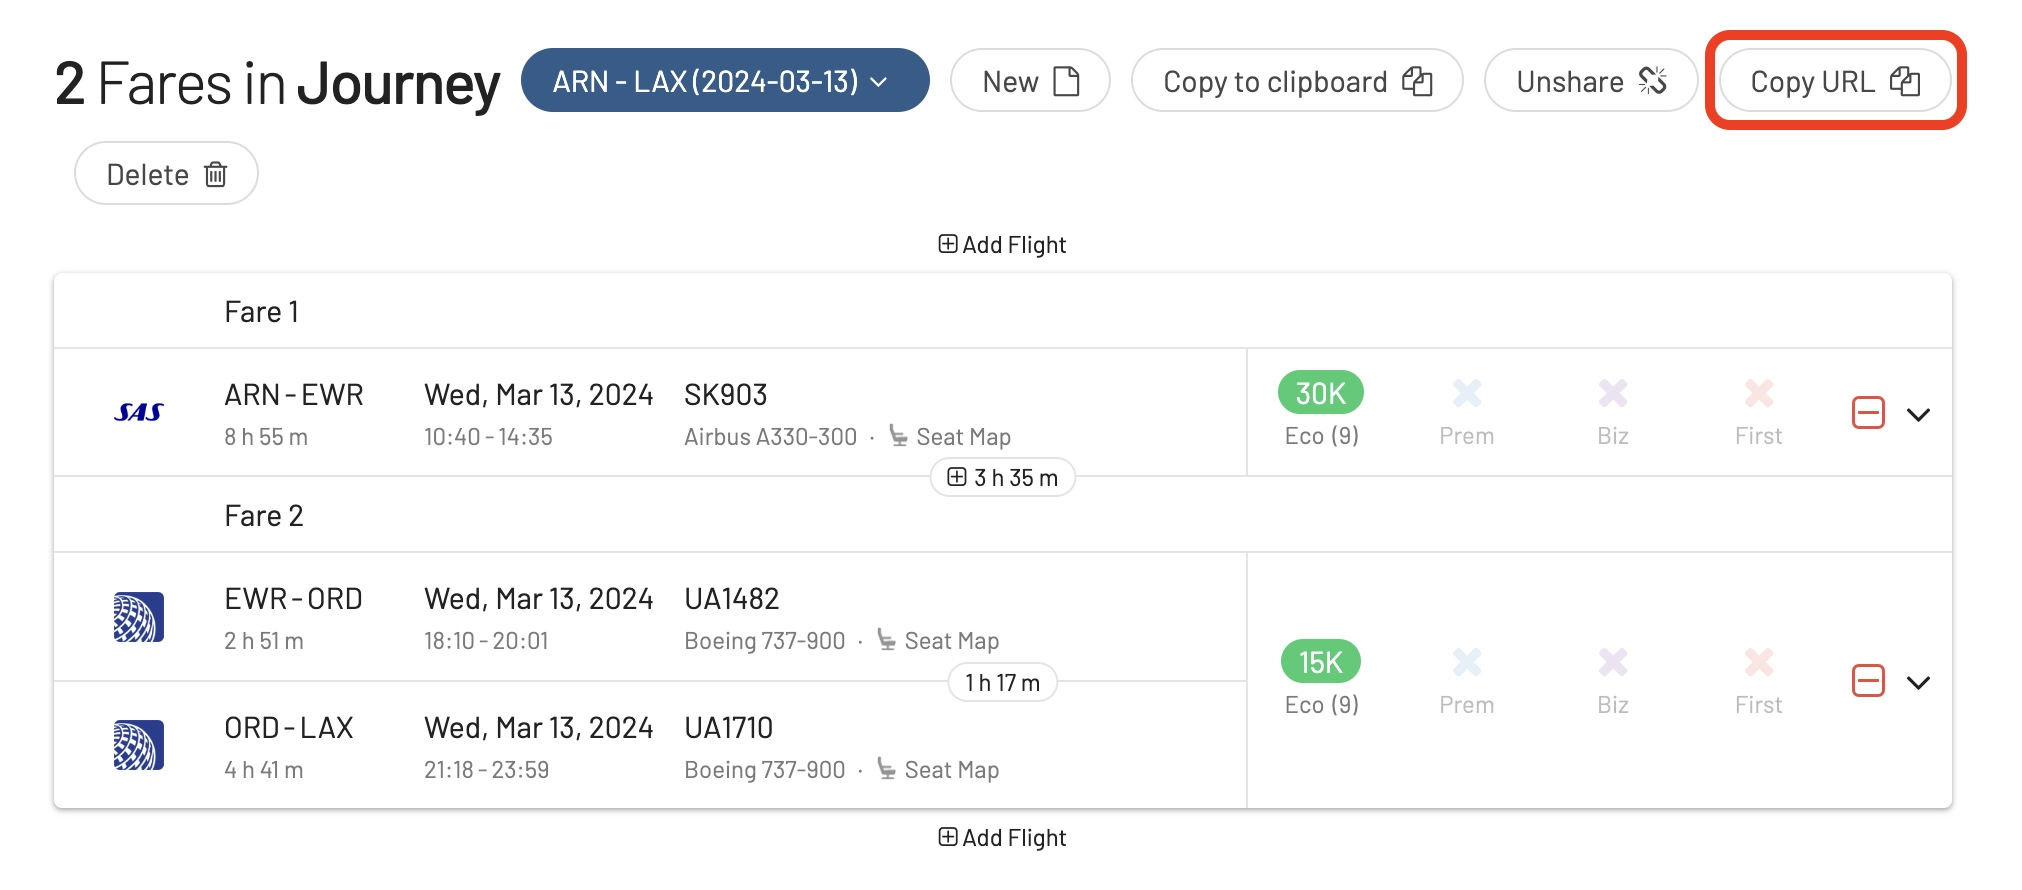 2 Fares in Journey ARN - LAX (2024-03-13) New Copy to clipboard Unshare Copy URL
Delete
Add Flight
Fare 1
SAS ARN - EWR Wed, Mar 13, 2024 SK903 30K
8 h 55 m 10:40 - 14:35 Airbus A330-300 · Seat Map Eco (9) Prem Biz First
3 h 35 m
Fare 2
EWR - ORD Wed, Mar 13, 2024 UA1482
2 h 51 m 18:10 - 20:01 Boeing 737-900 · Seat Map 15K
1 h 17 m Eco (9) Prem Biz First
ORD - LAX Wed, Mar 13, 2024 UA1710
4 h 41 m 21:18 - 23:59 Boeing 737-900 · Seat Map
Add Flight